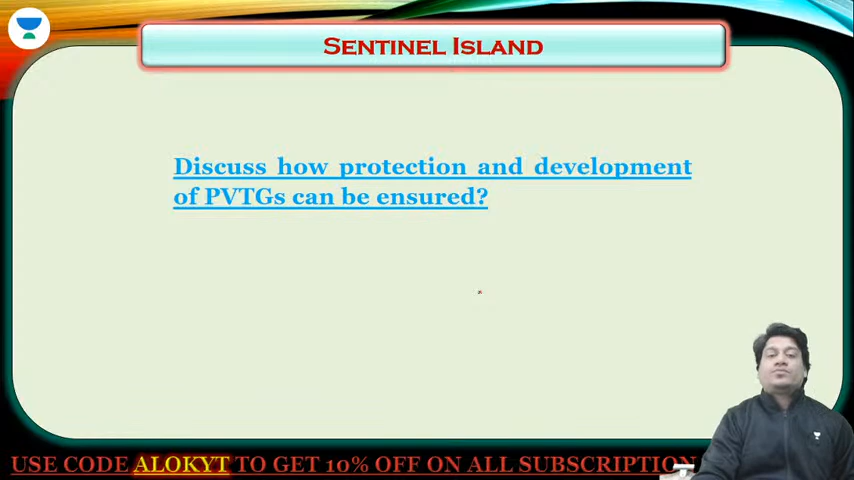 SENTINEL ISLAND
Discuss how protection and development
of PVTGs can be ensured?
USE CODE ALOKYT TO GET 10% OFF ON ALL SUBSCRIPTION